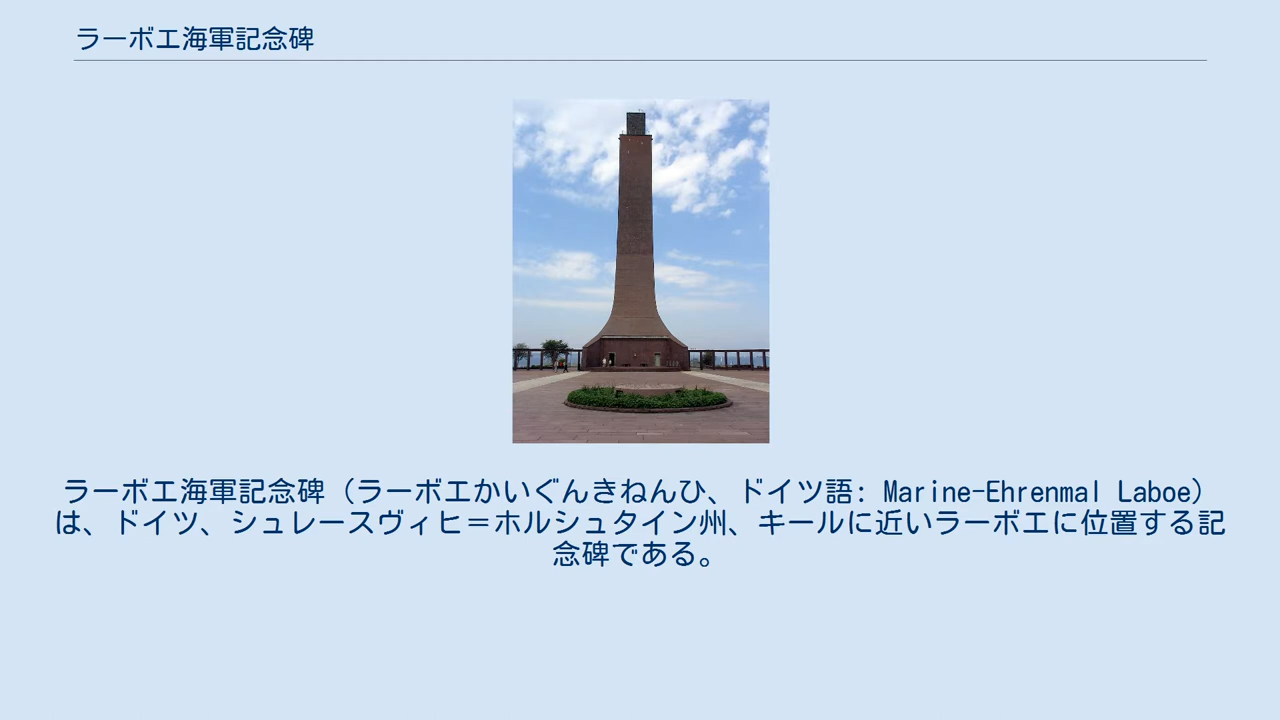 ラーボエ海軍記念碑
ラーボエ海軍記念碑（ラーボエかいぐんきねんひ、ドイツ語: Marine-Ehrenmal Laboe）
は、ドイツ、シュレースヴィヒ＝ホルシュタイン州、キールに近いラーボエに位置する記
念碑である。